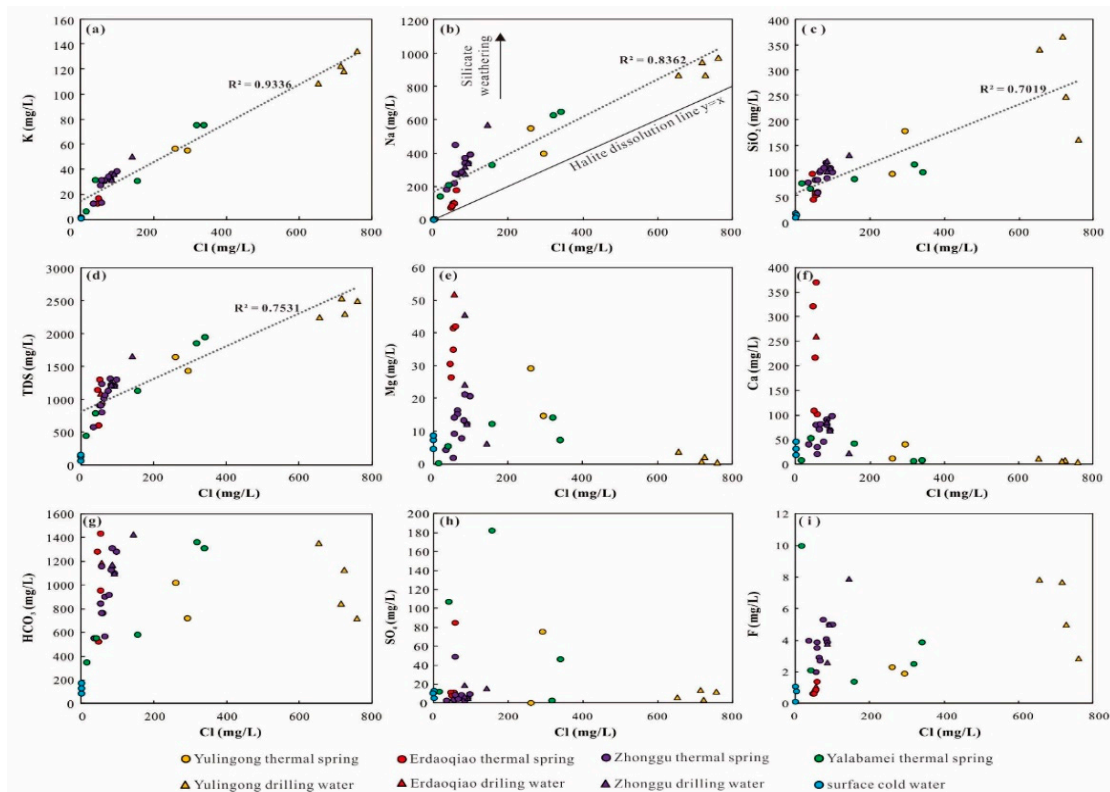 (a)
K (mg/L)
160
140
120
100
80
60
40
20
0
R² = 0.9336
200
400
600
800
Cl (mg/L)
(b)
Na (mg/L)
1200
1000
800
600
400
200
0
Silicate
weathering
R² = 0.8362
Halite dissolution line y=x
0
200
400
600
800
Cl (mg/L)
(c)
SiO₂ (mg/L)
400
350
300
250
200
150
100
50
0
R² = 0.7019
0
200
400
600
800
Cl (mg/L)
(d)
TDS (mg/L)
3000
2500
2000
1500
1000
500
0
R² = 0.7531
0
200
400
600
800
Cl (mg/L)
(e)
Mg (mg/L)
60
50
40
30
20
10
0
0
200
400
600
800
Cl (mg/L)
(f)
Ca (mg/L)
400
350
300
250
200
150
100
50
0
0
200
400
600
800
Cl (mg/L)
(g)
HCO₃ (mg/L)
1600
1400
1200
1000
800
600
400
200
0
0
200
400
600
800
Cl (mg/L)
(h)
SO₄ (mg/L)
200
180
160
140
120
100
80
60
40
20
0
0
200
400
600
800
Cl (mg/L)
(i)
F (mg/L)
12
10
8
6
4
2
0
0
200
400
600
800
Cl (mg/L)
Yulingong thermal spring
Erdaoqiao thermal spring
Zhonggu thermal spring
Yalabamei thermal spring
Yulingong drilling water
Erdaoqiao driling water
Zhonggu drilling water
surface cold water